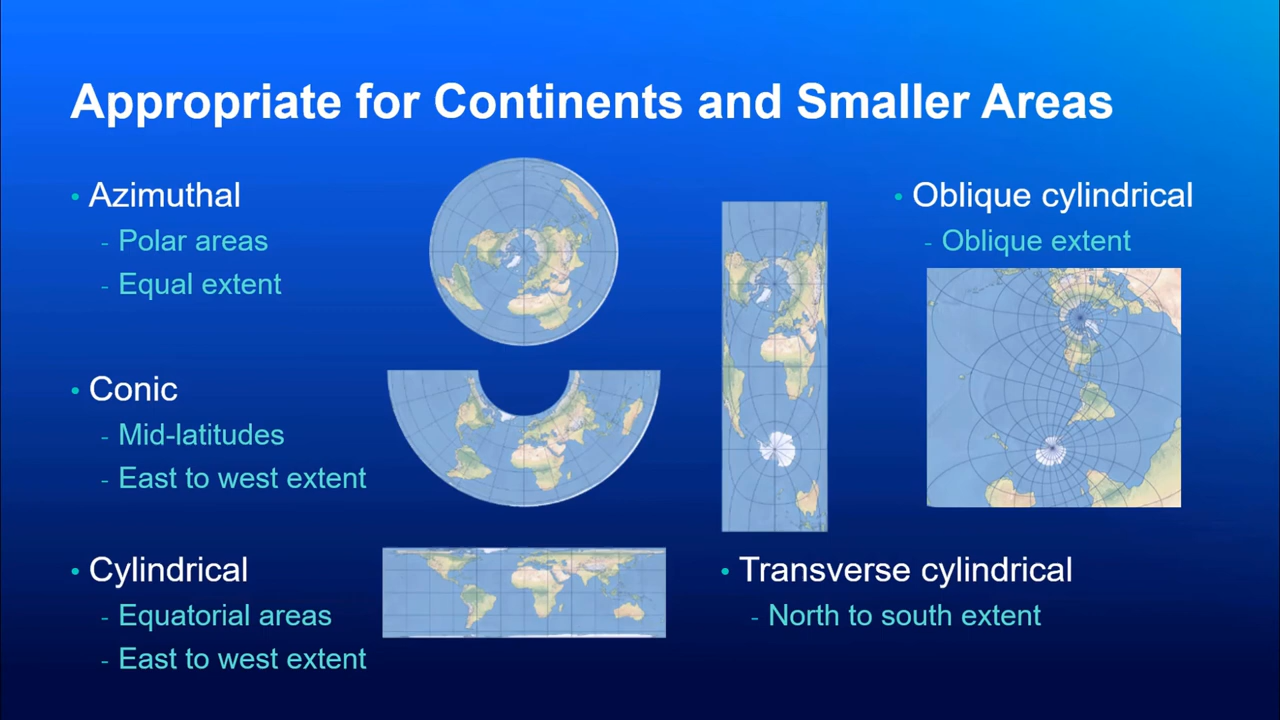 Appropriate for Continents and Smaller Areas
• Azimuthal
- Polar areas
- Equal extent
• Conic
- Mid-latitudes
- East to west extent
• Cylindrical
- Equatorial areas
- East to west extent
• Oblique cylindrical
- Oblique extent
• Transverse cylindrical
- North to south extent